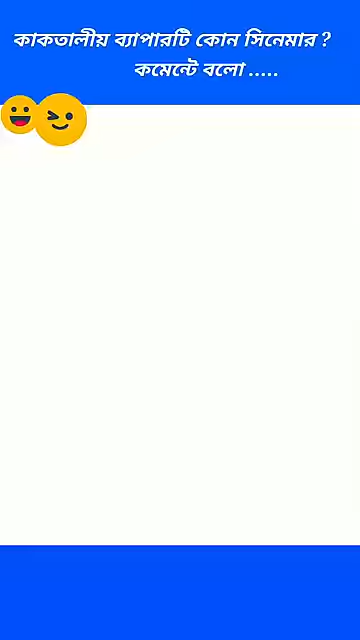 কাকতালীয় ব্যাপারটি কোন সিনেমার ?
কমেন্টে বলো .....